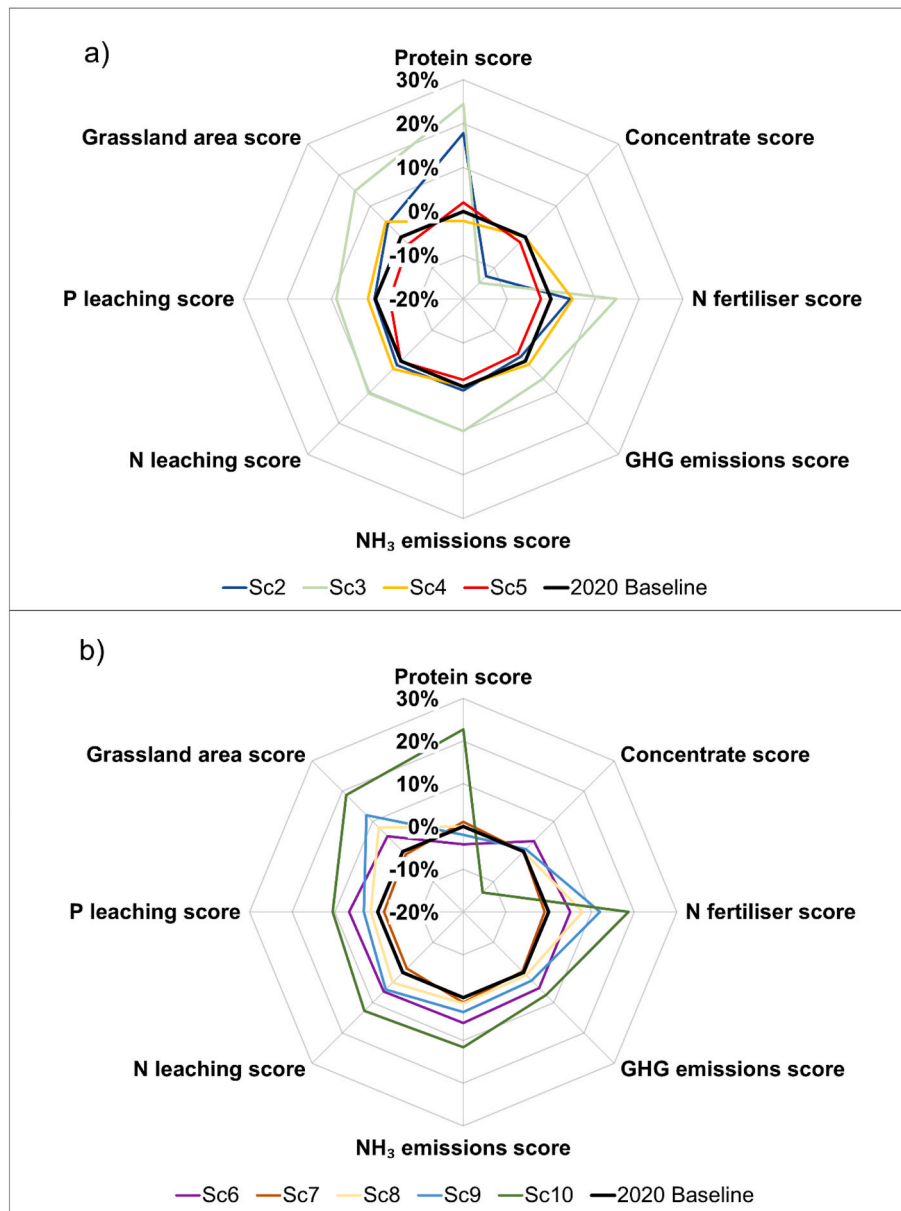 a)
Protein score
30%
Grassland area score
Concentrate score
20%
10%
0%
-10%
P leaching score
-20%
N fertiliser score
N leaching score
GHG emissions score
NH₃ emissions score
Sc2 Sc3 Sc4 Sc5 2020 Baseline
b)
Protein score
30%
Grassland area score
Concentrate score
20%
10%
0%
-10%
P leaching score
-20%
N fertiliser score
N leaching score
GHG emissions score
NH₃ emissions score
Sc6 Sc7 Sc8 Sc9 Sc10 2020 Baseline